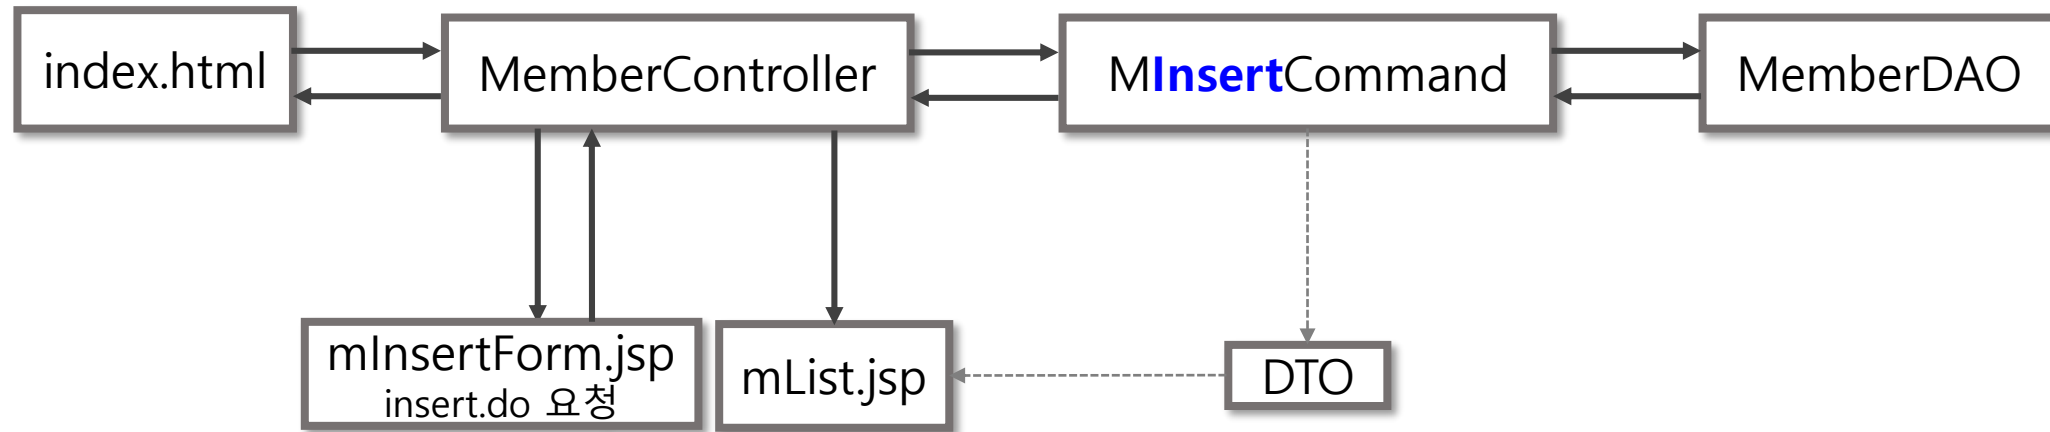 index.html
MemberController
MInsertCommand
MemberDAO
mInsertForm.jsp
insert.do 요청
mList.jsp
DTO